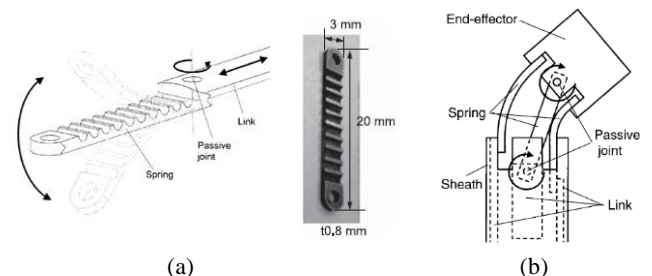 Link
Passive
joint
Spring
3 mm
20 mm
t0.8 mm
End-effector
Spring
Passive
joint
Sheath
Link
(a)
(b)